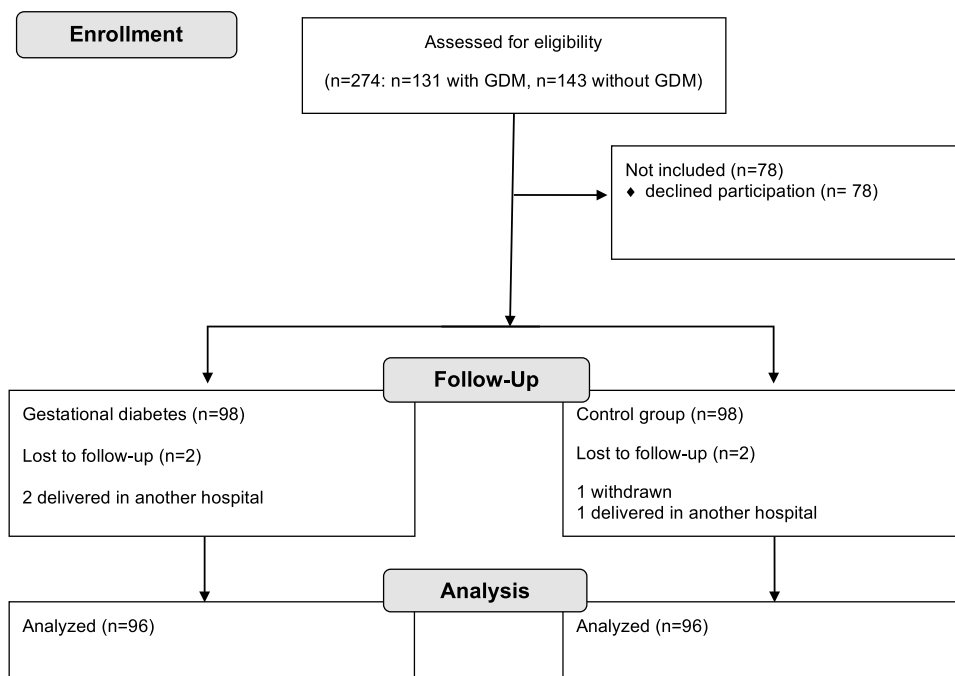 Enrollment
Assessed for eligibility
(n=274: n=131 with GDM, n=143 without GDM)
Not included (n=78)
♦ declined participation (n= 78)
Follow-Up
Gestational diabetes (n=98)
Lost to follow-up (n=2)
2 delivered in another hospital
Control group (n=98)
Lost to follow-up (n=2)
1 withdrawn
1 delivered in another hospital
Analysis
Analyzed (n=96)
Analyzed (n=96)